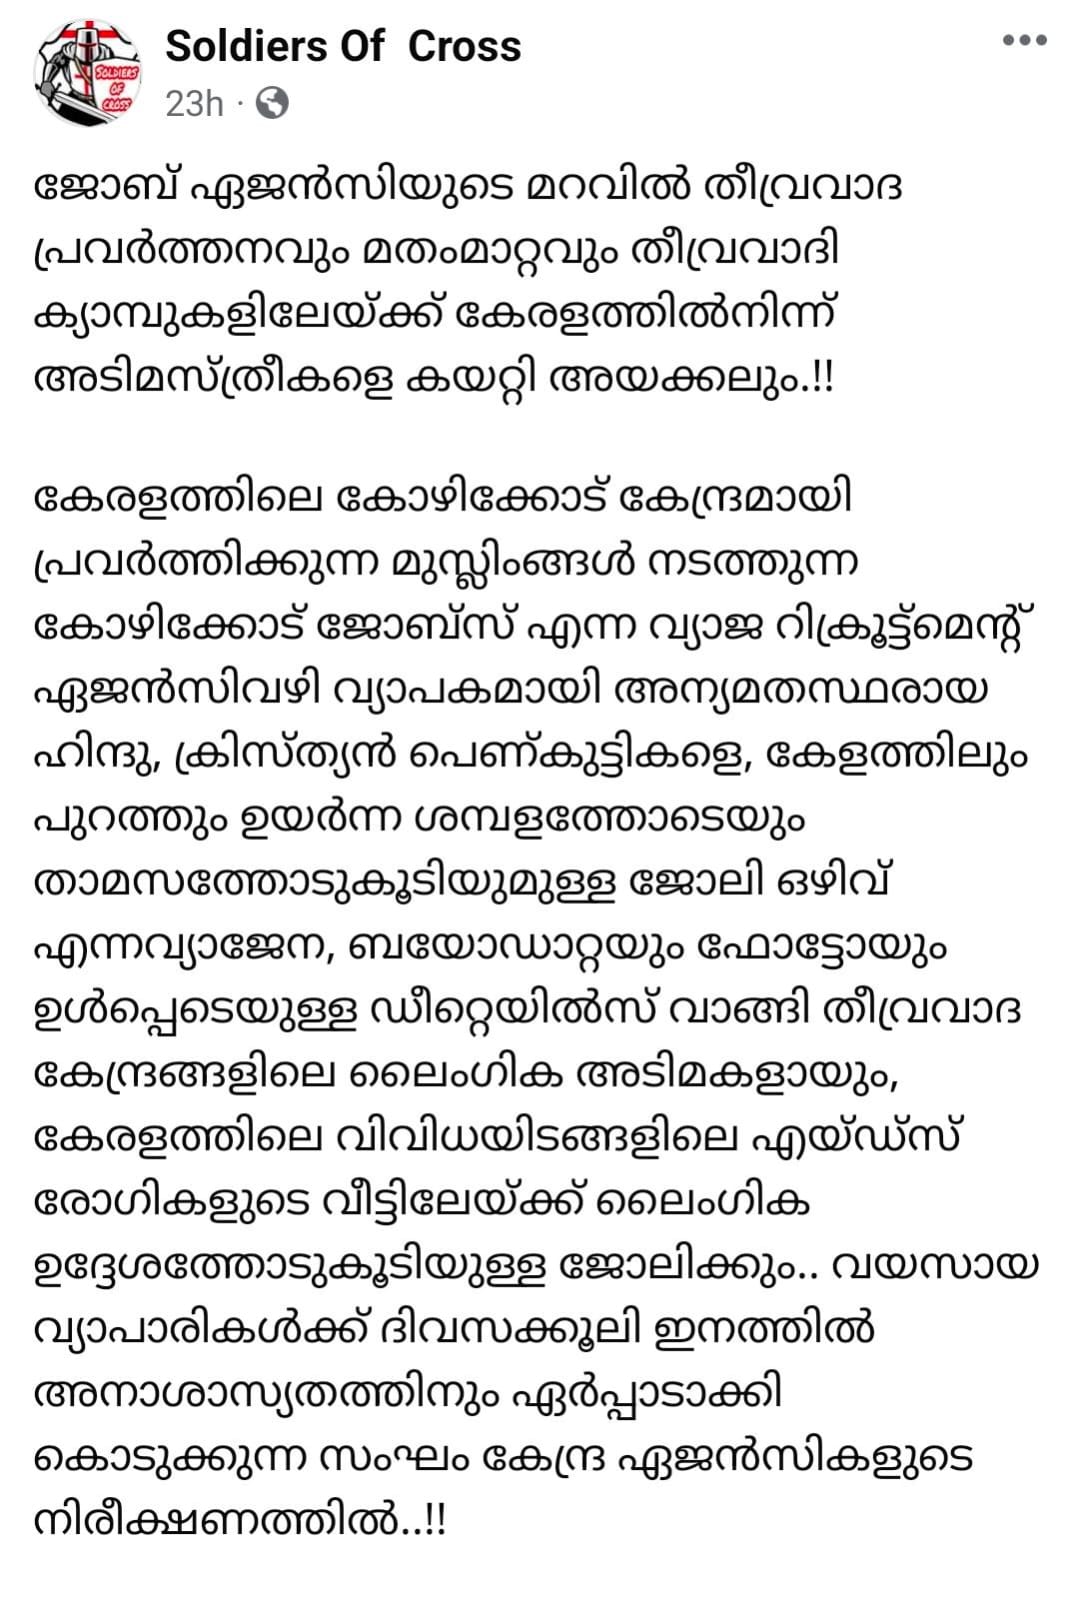 Soldiers Of Cross
SOLDIERS
OF
CROSS
23h ·
ജോബ് ഏജൻസിയുടെ മറവിൽ തീവ്രവാദ
പ്രവർത്തനവും മതംമാറ്റവും തീവ്രവാദി
ക്യാമ്പുകളിലേയ്ക്ക് കേരളത്തിൽനിന്ന്
അടിമസ്ത്രീകളെ കയറ്റി അയക്കലും.!!
കേരളത്തിലെ കോഴിക്കോട് കേന്ദ്രമായി
പ്രവർത്തിക്കുന്ന മുസ്ലിംങ്ങൾ നടത്തുന്ന
കോഴിക്കോട് ജോബ്സ് എന്ന വ്യാജ റിക്രൂട്ട്മെന്റ്
ഏജൻസിവഴി വ്യാപകമായി അന്യമതസ്ഥരായ
ഹിന്ദു, ക്രിസ്ത്യൻ പെണ്കുട്ടികളെ, കേളത്തിലും
പുറത്തും ഉയർന്ന ശമ്പളത്തോടെയും
താമസത്തോടുകൂടിയുമുള്ള ജോലി ഒഴിവ്
എന്നവ്യാജേന, ബയോഡാറ്റയും ഫോട്ടോയും
ഉൾപ്പെടെയുള്ള ഡീറ്റെയിൽസ് വാങ്ങി തീവ്രവാദ
കേന്ദ്രങ്ങളിലെ ലൈംഗിക അടിമകളായും,
കേരളത്തിലെ വിവിധയിടങ്ങളിലെ എയ്ഡ്സ്
രോഗികളുടെ വീട്ടിലേയ്ക്ക് ലൈംഗിക
ഉദ്ദേശത്തോടുകൂടിയുള്ള ജോലിക്കും.. വയസായ
വ്യാപാരികൾക്ക് ദിവസക്കൂലി ഇനത്തിൽ
അനാശാസ്യതത്തിനും ഏർപ്പാടാക്കി
കൊടുക്കുന്ന സംഘം കേന്ദ്ര ഏജൻസികളുടെ
നിരീക്ഷണത്തിൽ..!!